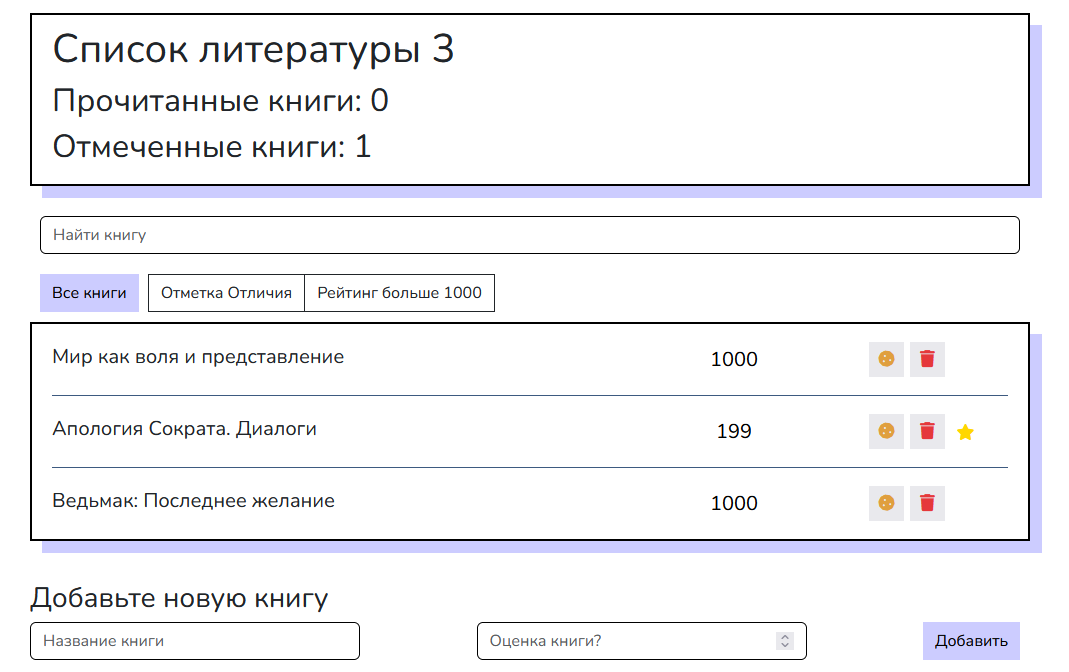 Список литературы 3
Прочитанные книги: 0
Отмеченные книги: 1
Найти книгу
Все книги Отметка Отличия Рейтинг больше 1000
Мир как воля и представление 1000
Апология Сократа. Диалоги 199
Ведьмак: Последнее желание 1000
Добавьте новую книгу
Название книги Оценка книги? Добавить